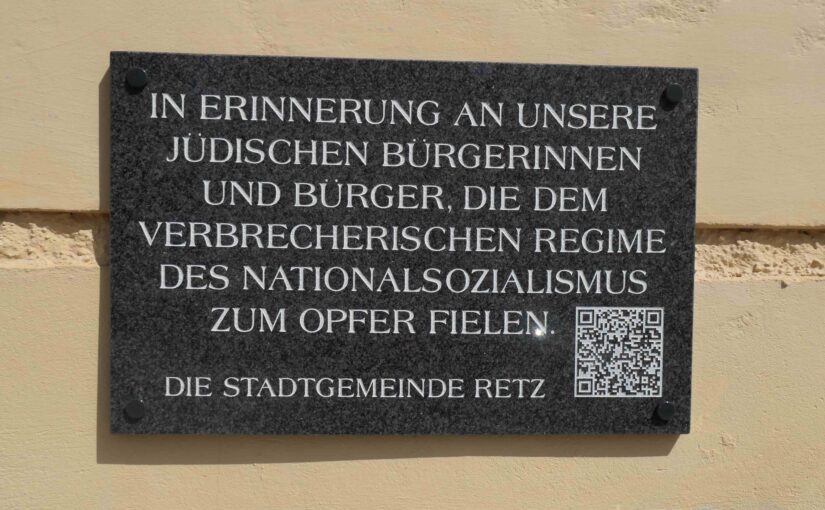 IN ERINNERUNG AN UNSERE
JÜDISCHEN BÜRGERINNEN
UND BÜRGER, DIE DEM
VERBRECHERISCHEN REGIME
DES NATIONALSOZIALISMUS
ZUM OPFER FIELEN.
DIE STADTGEMEINDE RETZ